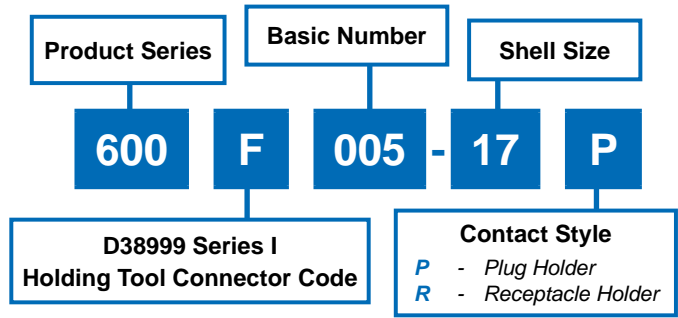 Basic Number
Product Series
Shell Size
600 F 005 - 17 P
D38999 Series I
Holding Tool Connector Code
Contact Style
P - Plug Holder
R - Receptacle Holder